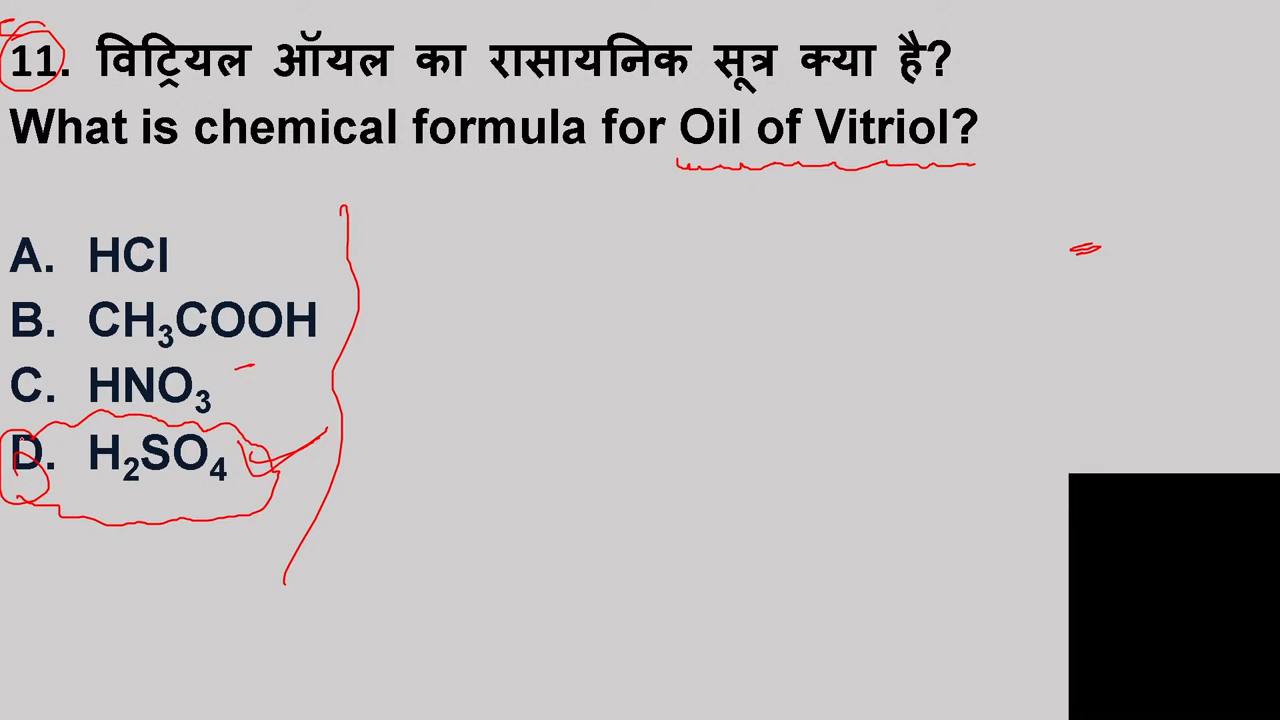 11. विट्रियल ऑयल का रासायनिक सूत्र क्या है?
What is chemical formula for Oil of Vitriol?
A. HCl
B. CH₃COOH
C. HNO₃
D. H₂SO₄